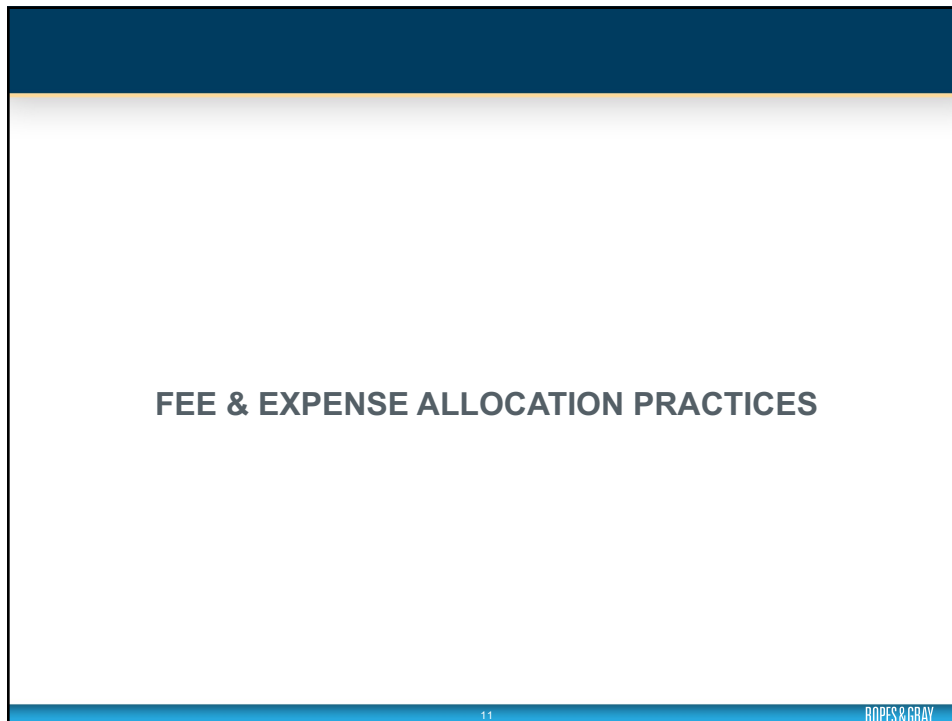 FEE & EXPENSE ALLOCATION PRACTICES
11
ROPES & GRAY